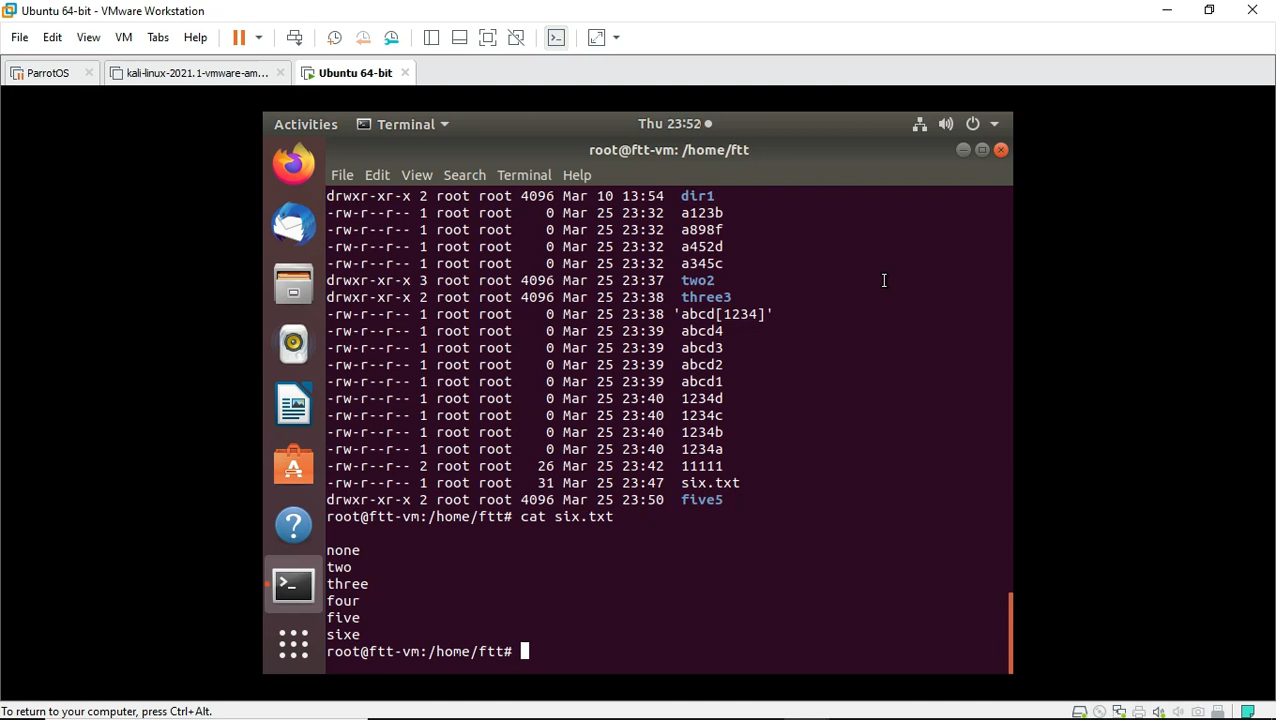 Ubuntu 64-bit - VMware Workstation
File Edit View VM Tabs Help
ParrotOS kali-linux-2021.1-vmware-am... Ubuntu 64-bit
Activities Terminal Thu 23:52
root@ftt-vm: /home/ftt
File Edit View Search Terminal Help
drwxr-xr-x 2 root root 4096 Mar 10 13:54  dir1
-rw-r--r-- 1 root root    0 Mar 25 23:32  a123b
-rw-r--r-- 1 root root    0 Mar 25 23:32  a898f
-rw-r--r-- 1 root root    0 Mar 25 23:32  a452d
-rw-r--r-- 1 root root    0 Mar 25 23:32  a345c
drwxr-xr-x 3 root root 4096 Mar 25 23:37  two2
drwxr-xr-x 2 root root 4096 Mar 25 23:38  three3
-rw-r--r-- 1 root root    0 Mar 25 23:38 'abcd[1234]'
-rw-r--r-- 1 root root    0 Mar 25 23:39  abcd4
-rw-r--r-- 1 root root    0 Mar 25 23:39  abcd3
-rw-r--r-- 1 root root    0 Mar 25 23:39  abcd2
-rw-r--r-- 1 root root    0 Mar 25 23:39  abcd1
-rw-r--r-- 1 root root    0 Mar 25 23:40  1234d
-rw-r--r-- 1 root root    0 Mar 25 23:40  1234c
-rw-r--r-- 1 root root    0 Mar 25 23:40  1234b
-rw-r--r-- 1 root root    0 Mar 25 23:40  1234a
-rw-r--r-- 2 root root   26 Mar 25 23:42  11111
-rw-r--r-- 1 root root   31 Mar 25 23:47  six.txt
drwxr-xr-x 2 root root 4096 Mar 25 23:50  five5
root@ftt-vm:/home/ftt# cat six.txt
none
two
three
four
five
sixe
root@ftt-vm:/home/ftt#
To return to your computer, press Ctrl+Alt.